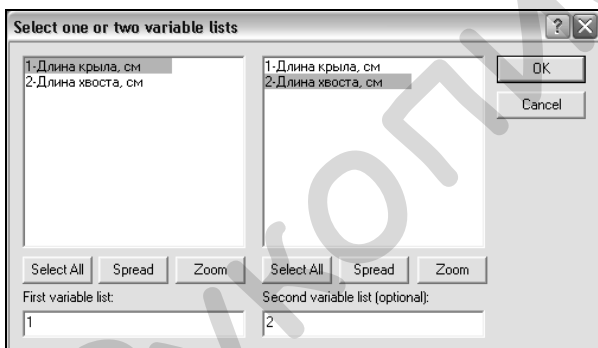 Select one or two variable lists
1-Длина крыла, см
2-Длина хвоста, см
1-Длина крыла, см
2-Длина хвоста, см
OK
Cancel
Select All Spread Zoom
Select All Spread Zoom
First variable list:
Second variable list (optional):
1
2